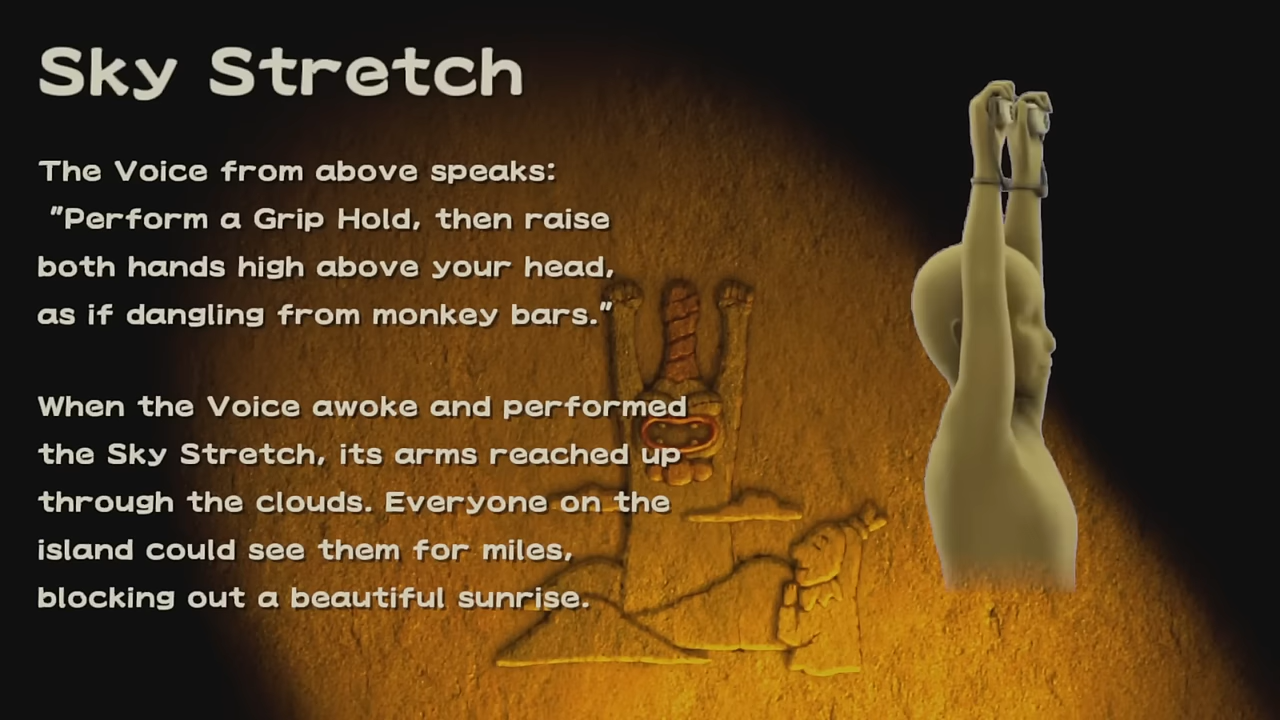 Sky Stretch
The Voice from above speaks:
"Perform a Grip Hold, then raise
both hands high above your head,
as if dangling from monkey bars."
When the Voice awoke and performed
the Sky Stretch, its arms reached up
through the clouds. Everyone on the
island could see them for miles,
blocking out a beautiful sunrise.